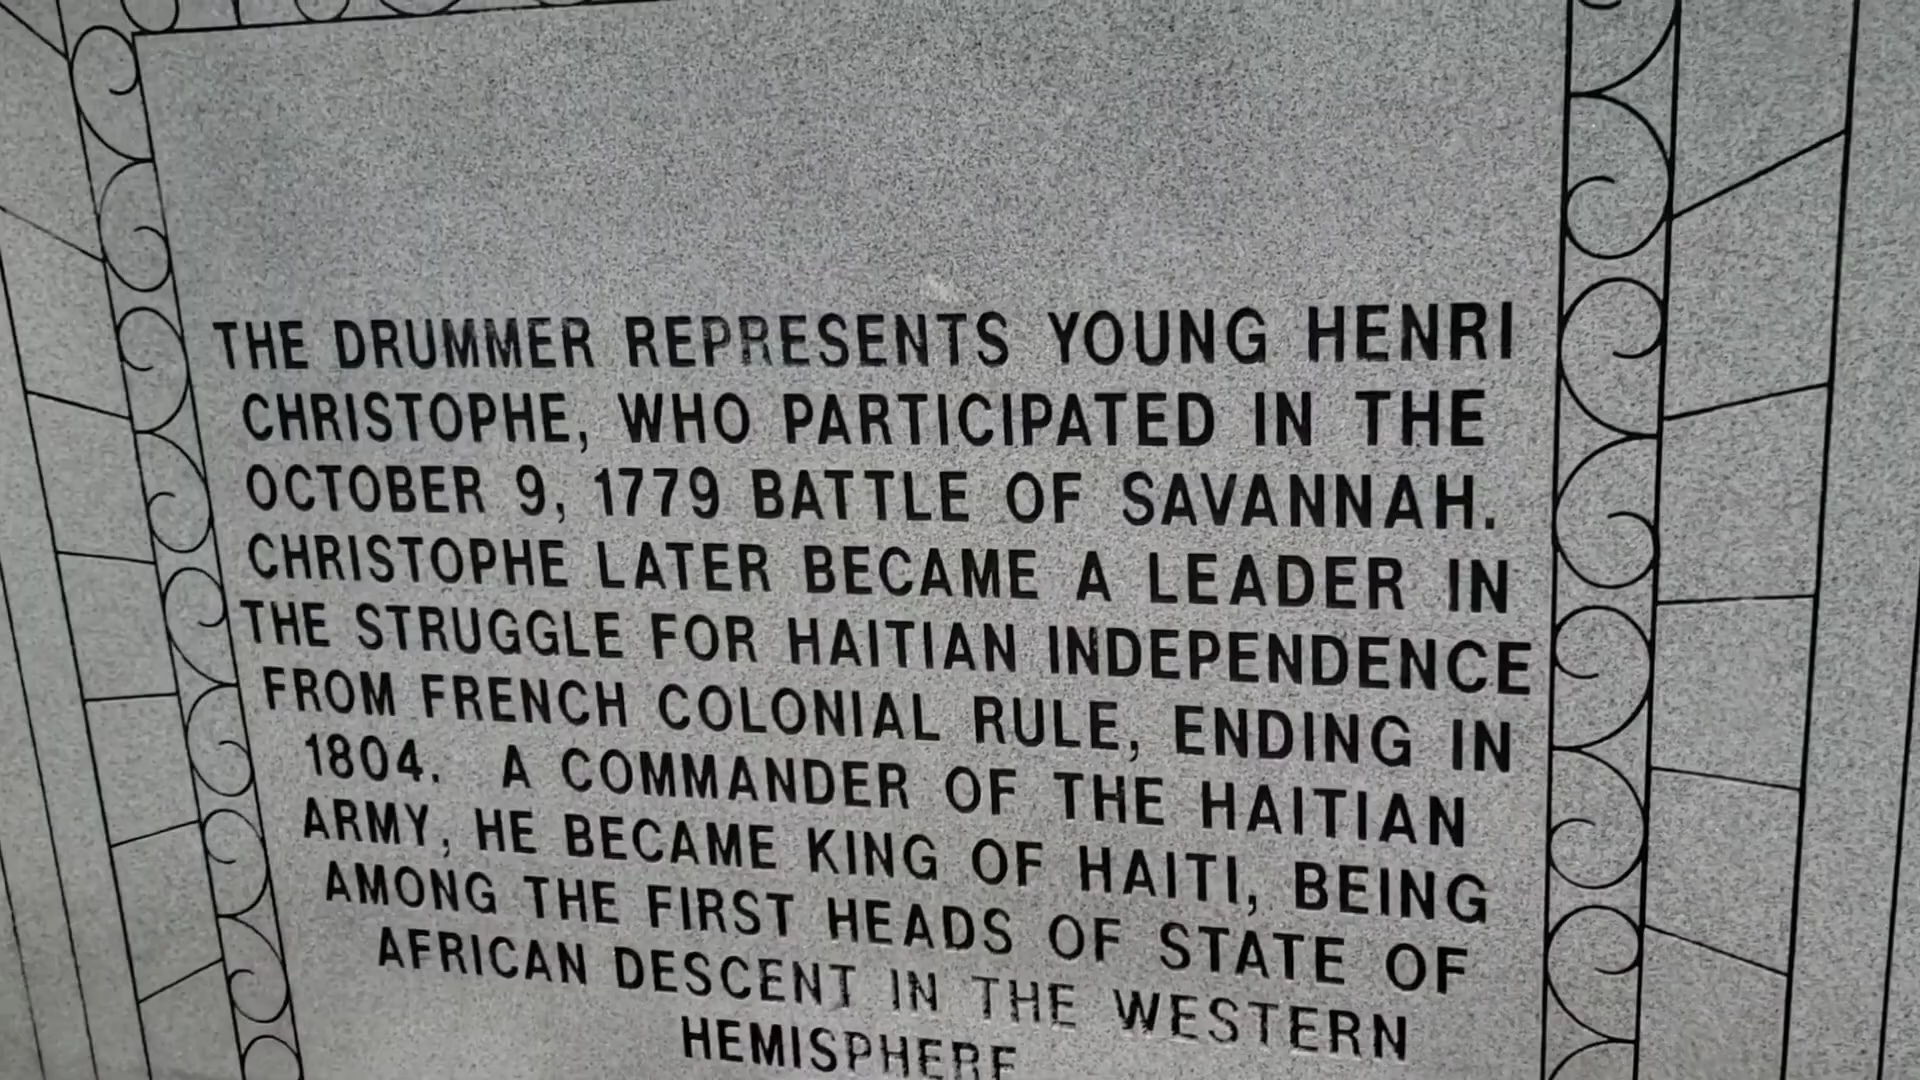 THE DRUMMER REPRESENTS YOUNG HENRI
CHRISTOPHE, WHO PARTICIPATED IN THE
OCTOBER 9, 1779 BATTLE OF SAVANNAH.
CHRISTOPHE LATER BECAME A LEADER IN
THE STRUGGLE FOR HAITIAN INDEPENDENCE
FROM FRENCH COLONIAL RULE, ENDING IN
1804. A COMMANDER OF THE HAITIAN
ARMY, HE BECAME KING OF HAITI, BEING
AMONG THE FIRST HEADS OF STATE OF
AFRICAN DESCENT IN THE WESTERN
HEMISPHERE